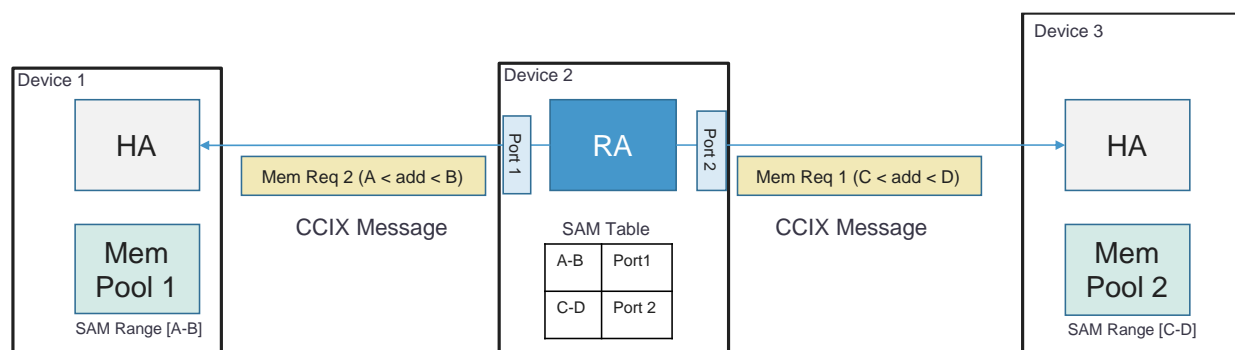 Device 1
HA
Mem
Pool 1
SAM Range [A-B]
Mem Req 2 (A < add < B)
CCIX Message
Device 2
Port 1
RA
Port 2
SAM Table
A-B Port1
C-D Port 2
Mem Req 1 (C < add < D)
CCIX Message
Device 3
HA
Mem
Pool 2
SAM Range [C-D]